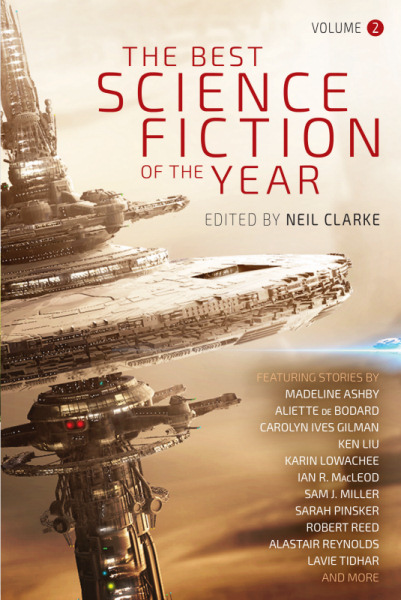 VOLUME 2
THE BEST
SCIENCE
FICTION
OF THE YEAR
EDITED BY NEIL CLARKE
FEATURING STORIES BY
MADELINE ASHBY
ALIETTE DE BODARD
CAROLYN IVES GILMAN
KEN LIU
KARIN LOWACHEE
IAN R. MacLEOD
SAM J. MILLER
SARAH PINSKER
ROBERT REED
ALASTAIR REYNOLDS
LAVIE TIDHAR
AND MORE